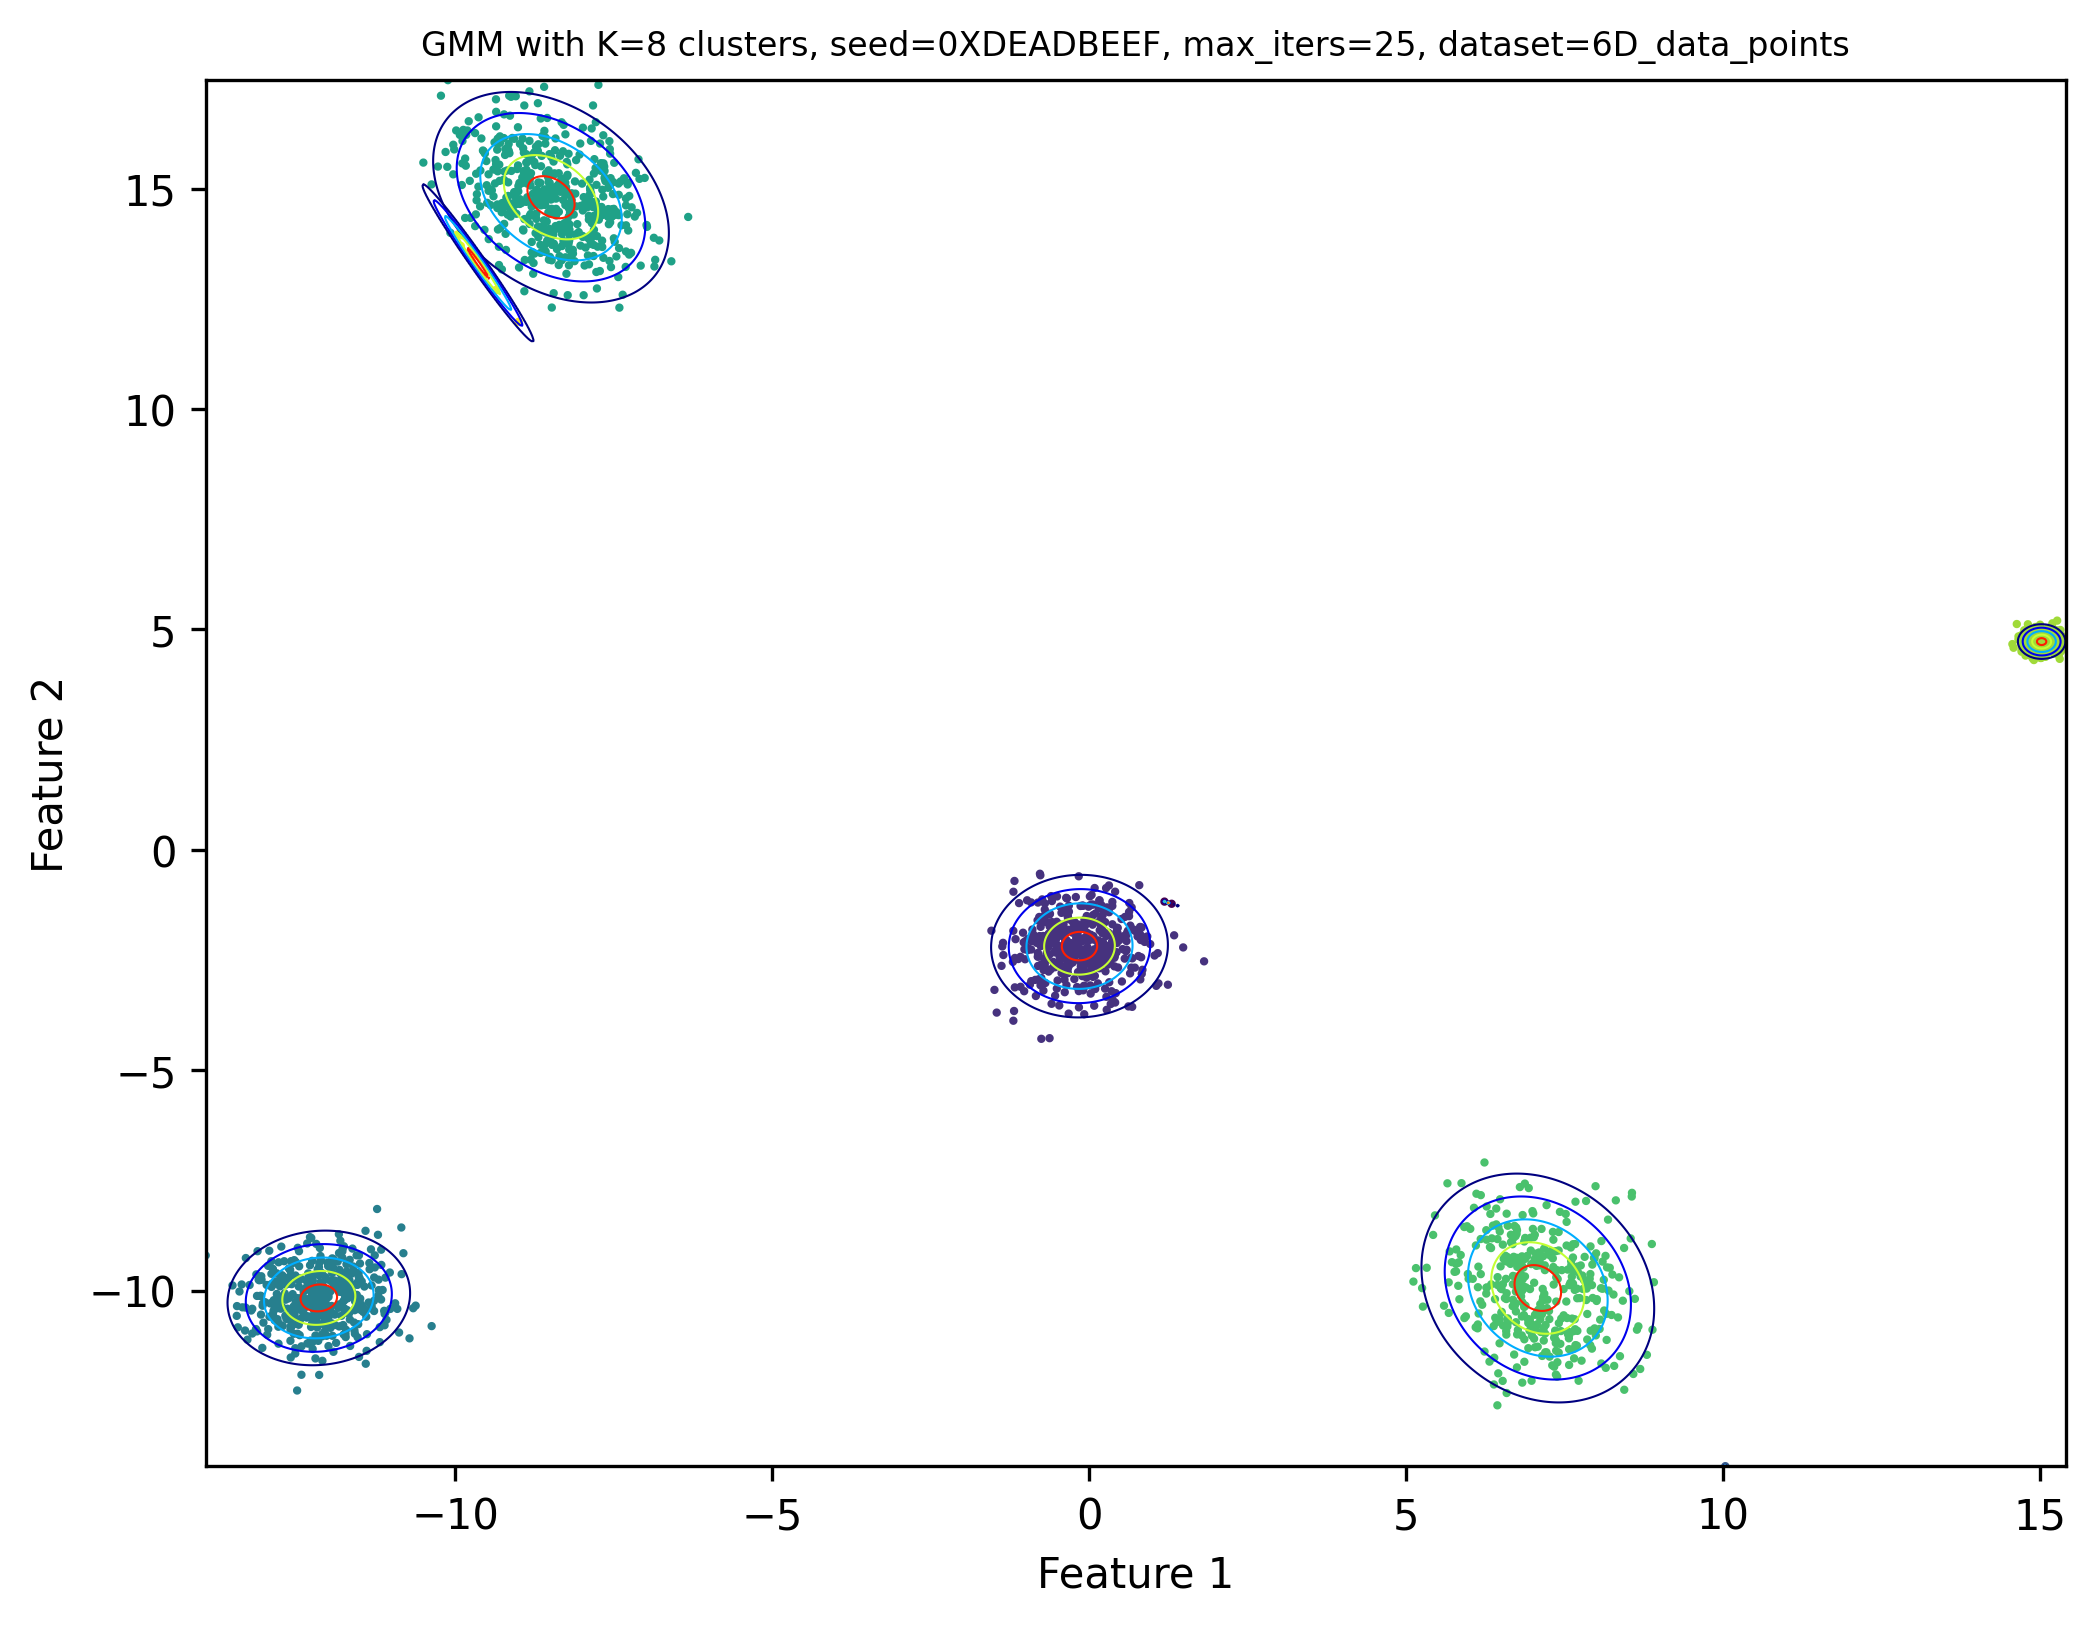 GMM with K=8 clusters, seed=0XDEADBEEF, max_iters=25, dataset=6D_data_points
15
10
5
0
−5
−10
Feature 2
−10 −5 0 5 10 15
Feature 1